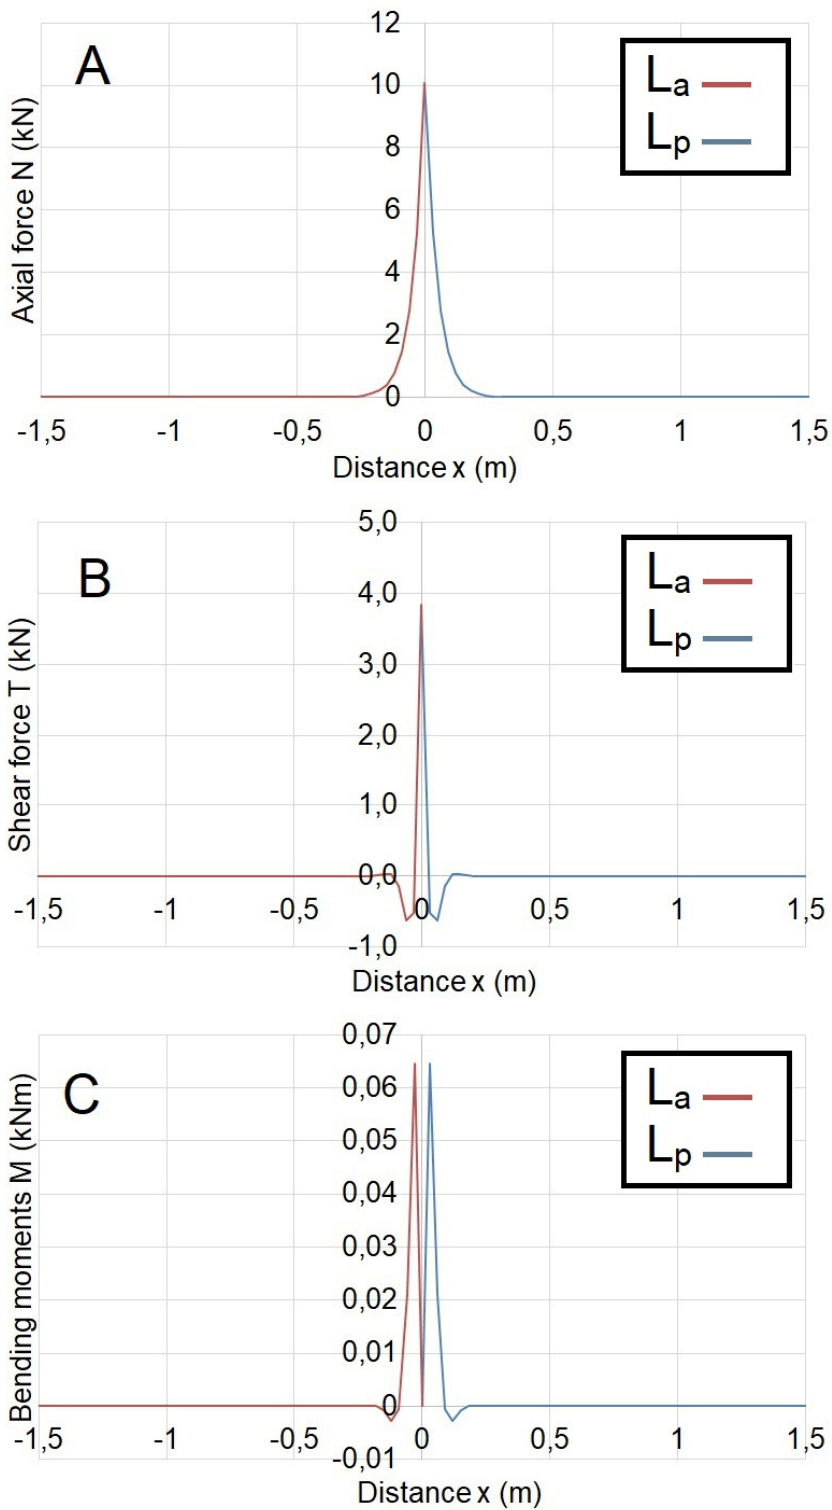 12
A
La
10
Lp
8
6
4
2
0
Axial force N (kN)
-1,5 -1 -0,5 0 0,5 1 1,5
Distance x (m)
5,0
B
La
4,0
Lp
3,0
2,0
1,0
0,0
Shear force T (kN)
-1,5 -1 -0,5 0 0,5 1 1,5
-1,0
Distance x (m)
0,07
C
La
0,06
Lp
0,05
0,04
0,03
0,02
0,01
0
Bending moments M (kNm)
-1,5 -1 -0,5 0 0,5 1 1,5
-0,01
Distance x (m)